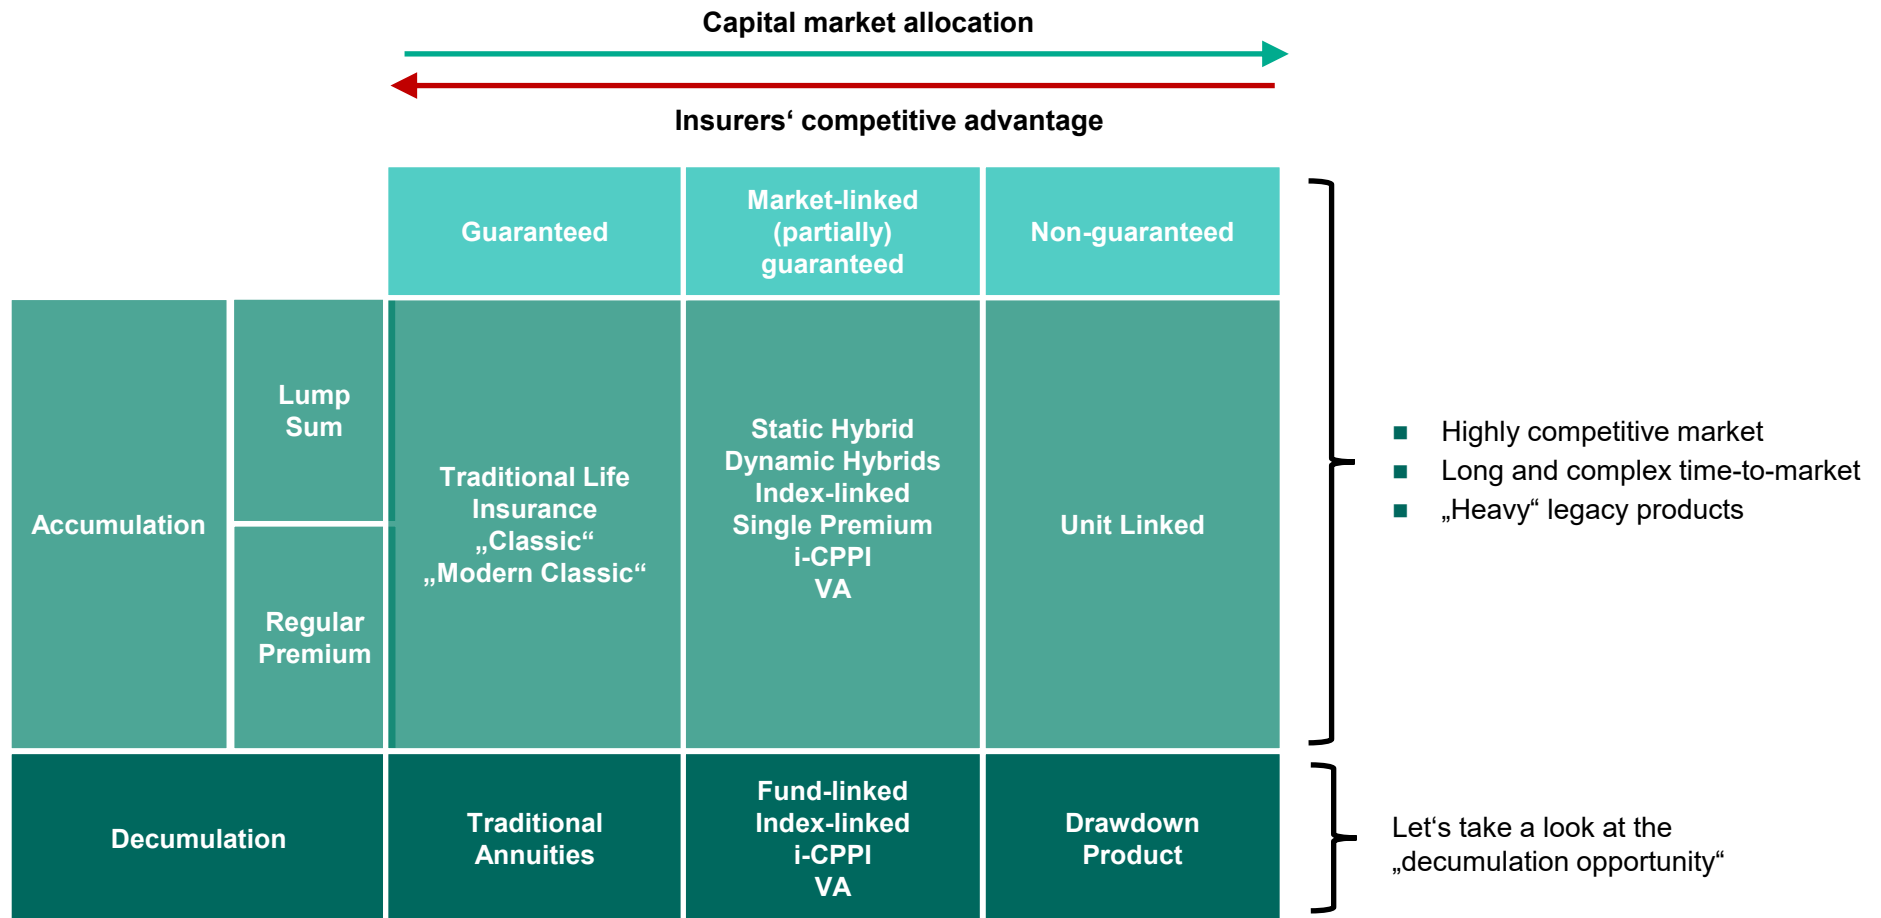 Capital market allocation
Insurers‘ competitive advantage
Guaranteed
Market-linked
(partially)
guaranteed
Non-guaranteed
Accumulation
Lump
Sum
Regular
Premium
Traditional Life
Insurance
„Classic“
„Modern Classic“
Static Hybrid
Dynamic Hybrids
Index-linked
Single Premium
i-CPPI
VA
Unit Linked
Highly competitive market
Long and complex time-to-market
„Heavy“ legacy products
Decumulation
Traditional
Annuities
Fund-linked
Index-linked
i-CPPI
VA
Drawdown
Product
Let‘s take a look at the
„decumulation opportunity“